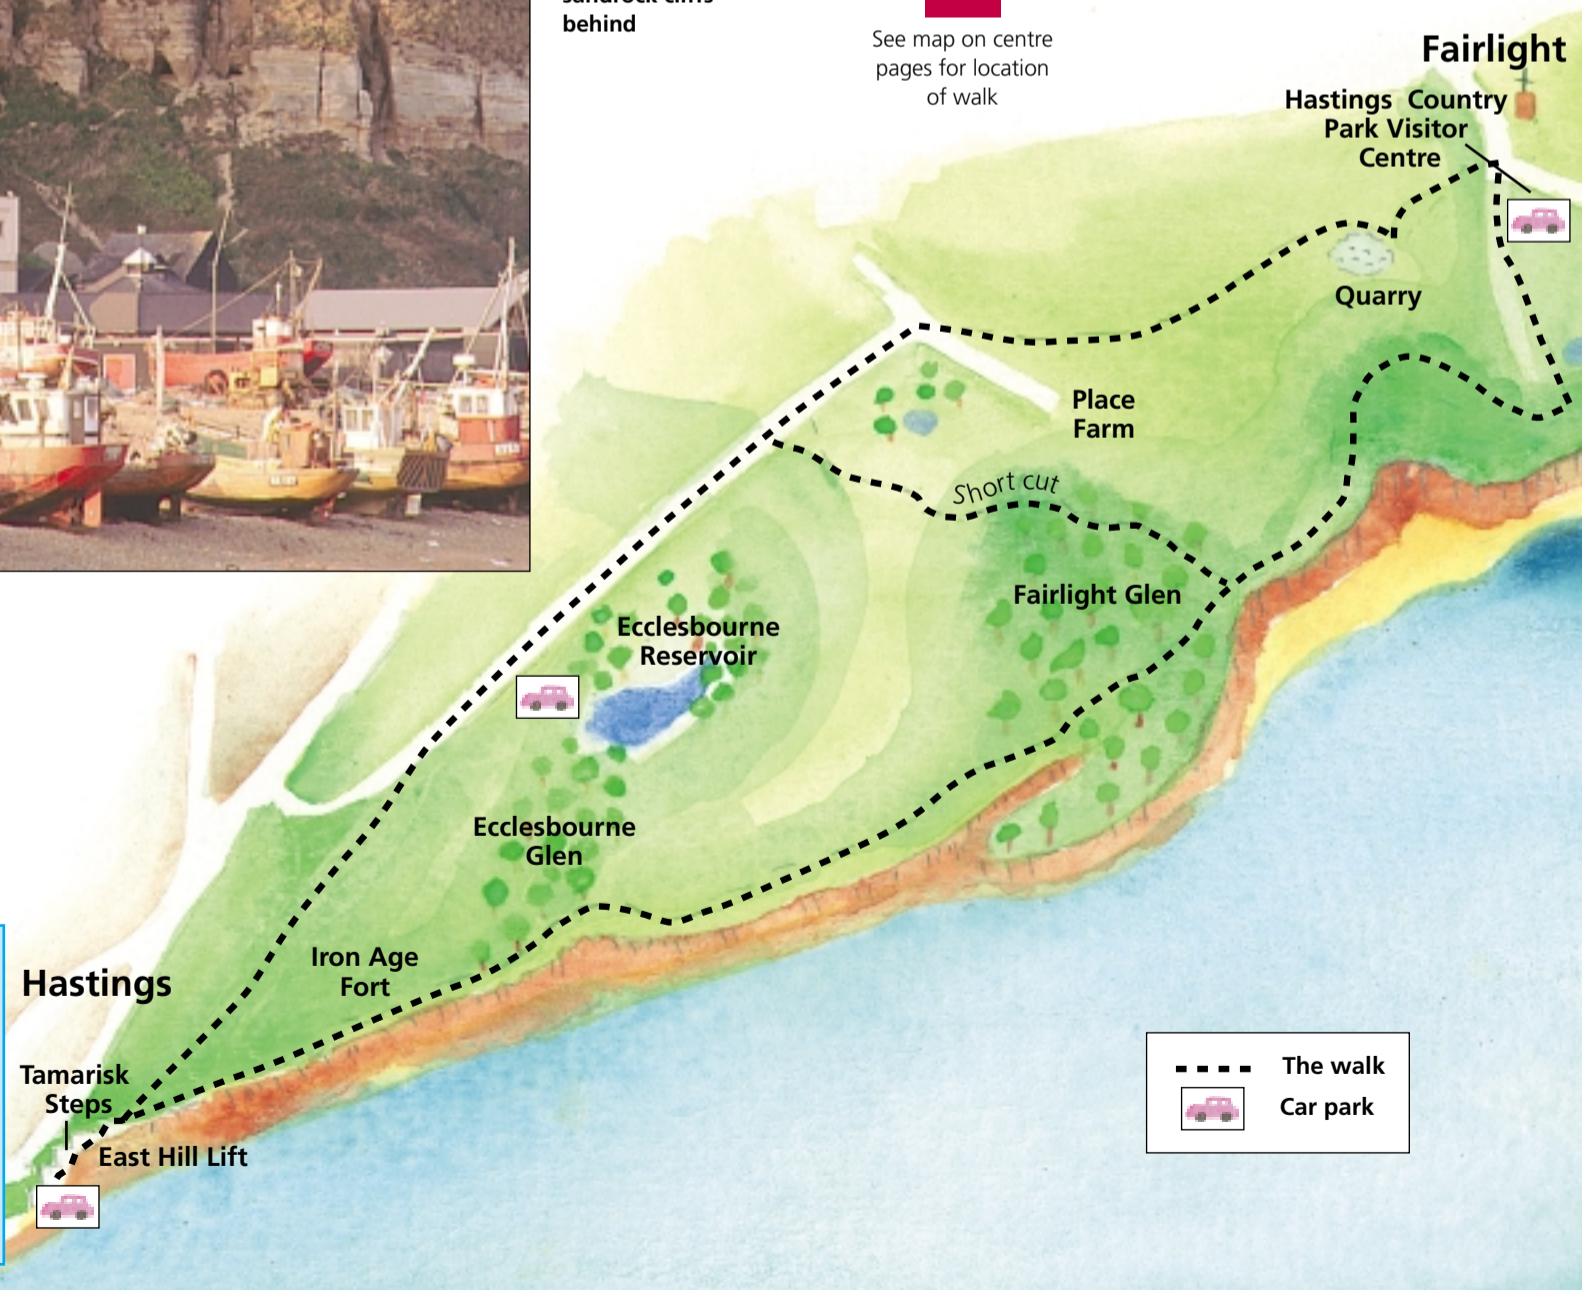 behind
See map on centre
pages for location
of walk
Fairlight
Hastings Country
Park Visitor
Centre
Quarry
Place
Farm
Short cut
Fairlight Glen
Ecclesbourne
Reservoir
Ecclesbourne
Glen
Iron Age
Fort
Hastings
Tamarisk
Steps
East Hill Lift
The walk
Car park